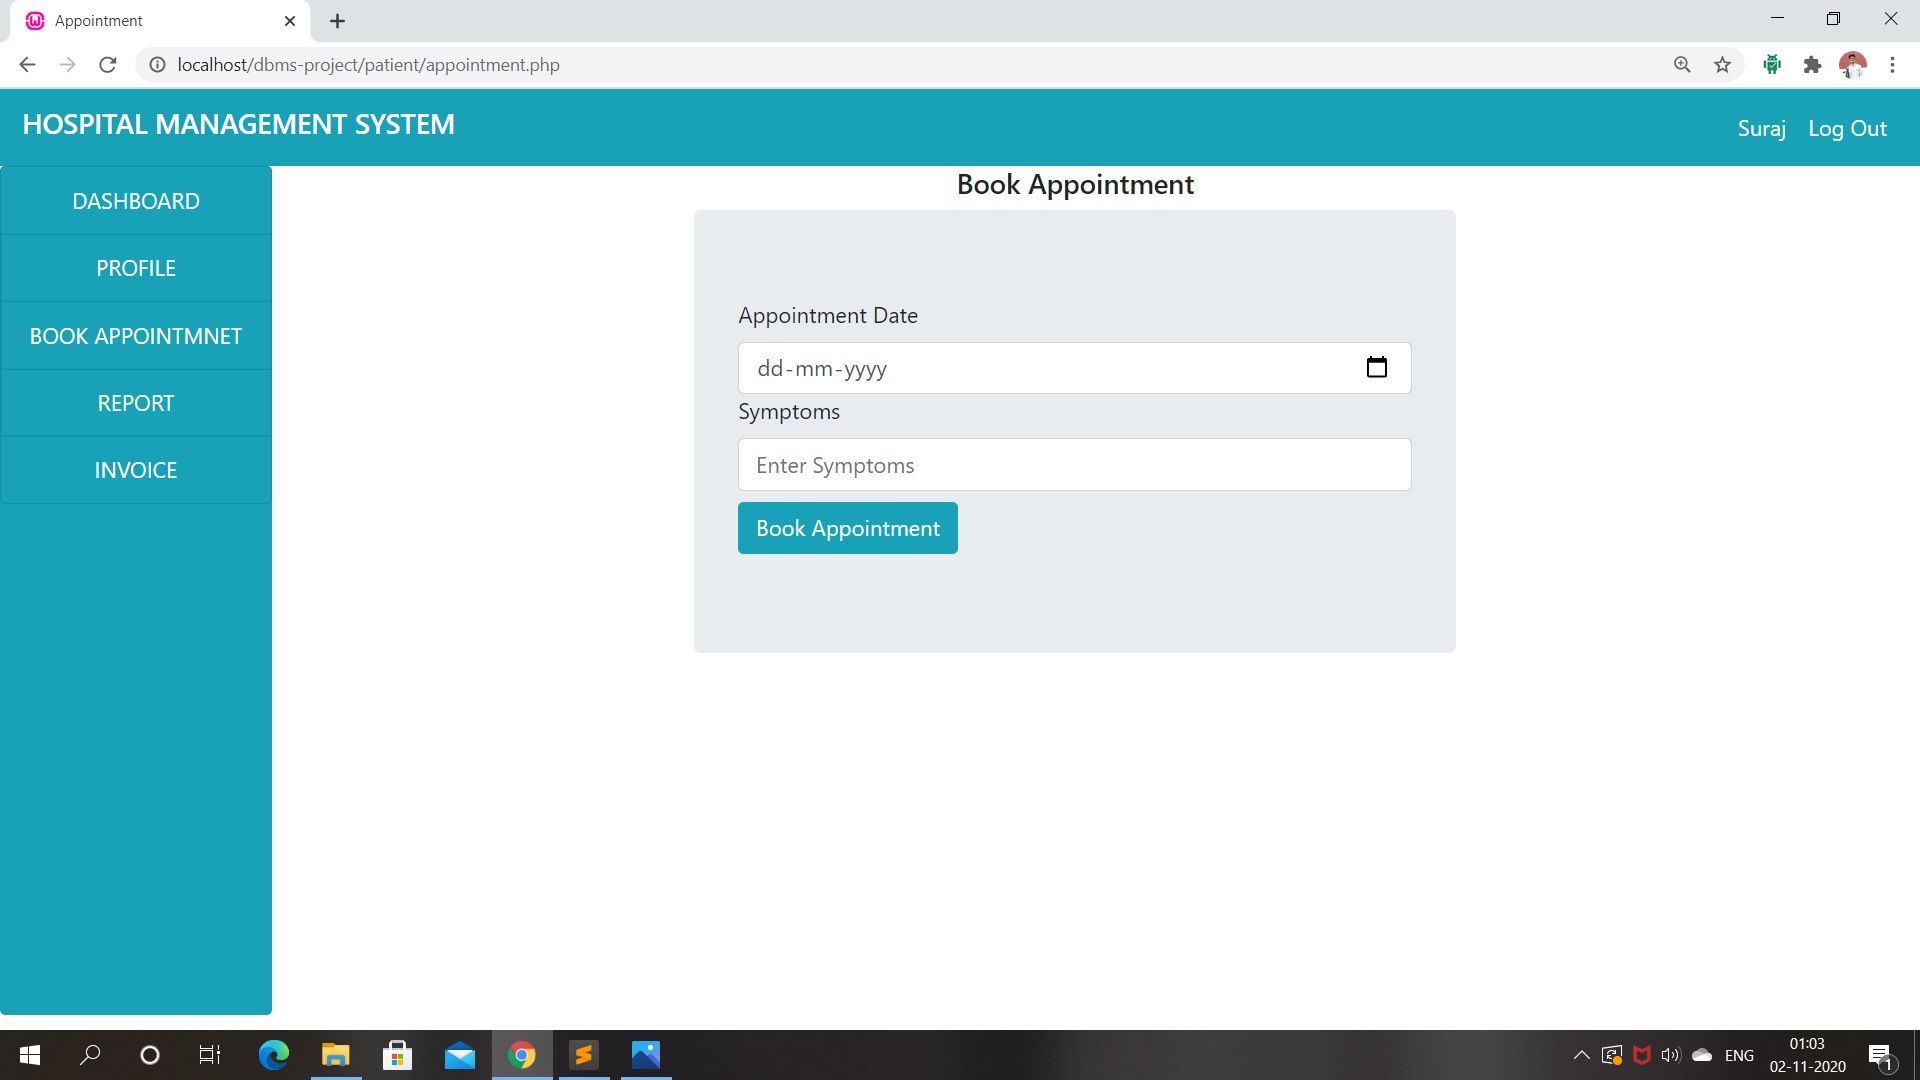 Appointment
localhost/dbms-project/patient/appointment.php
HOSPITAL MANAGEMENT SYSTEM
Suraj Log Out
DASHBOARD
PROFILE
BOOK APPOINTMNET
REPORT
INVOICE
Book Appointment
Appointment Date
dd-mm-yyyy
Symptoms
Enter Symptoms
Book Appointment
ENG
01:03
02-11-2020
1